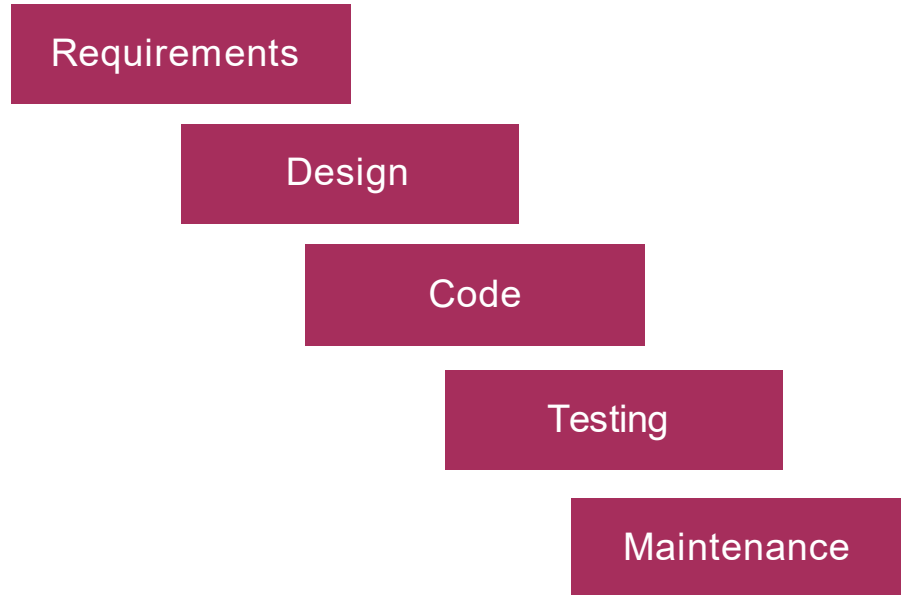 Requirements
Design
Code
Testing
Maintenance